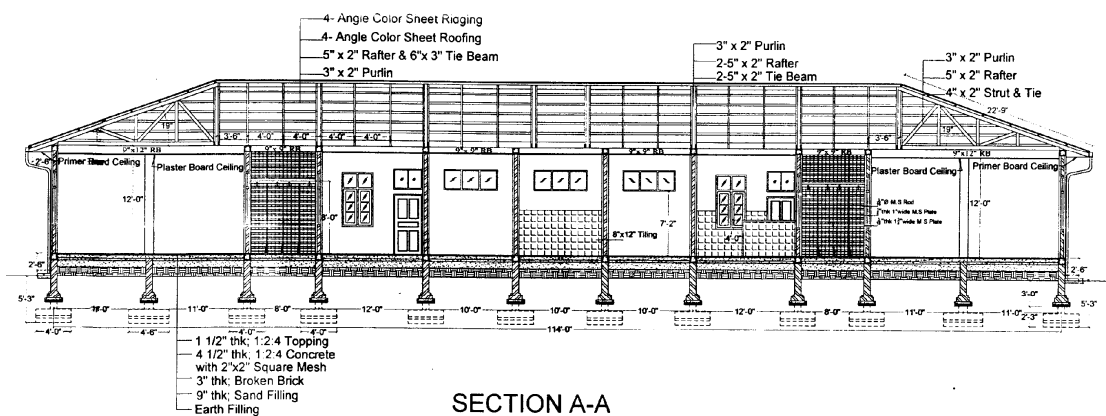 4- Angle Color Sheet Ridging
4- Angle Color Sheet Roofing
5" x 2" Rafter & 6"x 3" Tie Beam
3" x 2" Purlin
3" x 2" Purlin
2-5" x 2" Rafter
2-5" x 2" Tie Beam
3" x 2" Purlin
5" x 2" Rafter
4" x 2" Strut & Tie
22'-9"
19"
3'-6"
4'-0"
4'-0"
4'-0"
4'-0"
3'-6"
19"
9"x12" RB
9" x 9" RB
9" x 9" RB
9" x 9" RB
9" x 9" RB
9"x12" RB
2'-6"
Board Ceiling
Plaster Board Ceiling
Plaster Board Ceiling
Primer Board Ceiling
12'-0"
8'-0"
7'-2"
12'-0"
Ø M.S Rod
thk 1" wide M.S Plate
wide M.S Plate
8"x12" Tiling
4'-0"
2'-6"
2'-6"
5'-3"
3'-0"
5'-3"
2'-3"
11'-0"
8'-0"
12'-0"
10'-0"
10'-0"
10'-0"
12'-0"
8'-0"
11'-0"
11'-0"
4'-0"
4'-6"
4'-0"
4'-0"
114'-0"
1 1/2" thk; 1:2:4 Topping
4 1/2" thk; 1:2:4 Concrete
with 2"x2" Square Mesh
3" thk; Broken Brick
9" thk; Sand Filling
Earth Filling
SECTION A-A